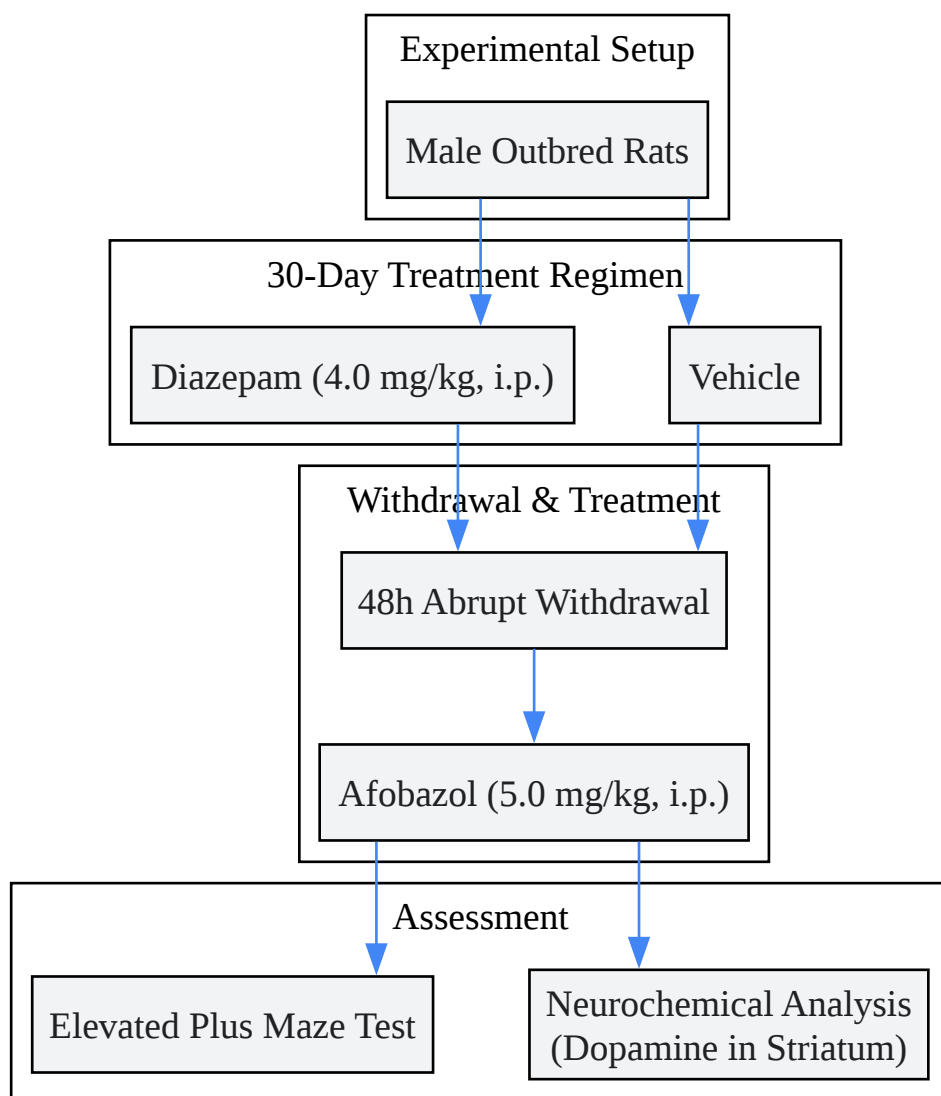 Experimental Setup
Male Outbred Rats
30-Day Treatment Regimen
Diazepam (4.0 mg/kg, i.p.)
Vehicle
Withdrawal & Treatment
48h Abrupt Withdrawal
Afobazol (5.0 mg/kg, i.p.)
Assessment
Elevated Plus Maze Test
Neurochemical Analysis
(Dopamine in Striatum)